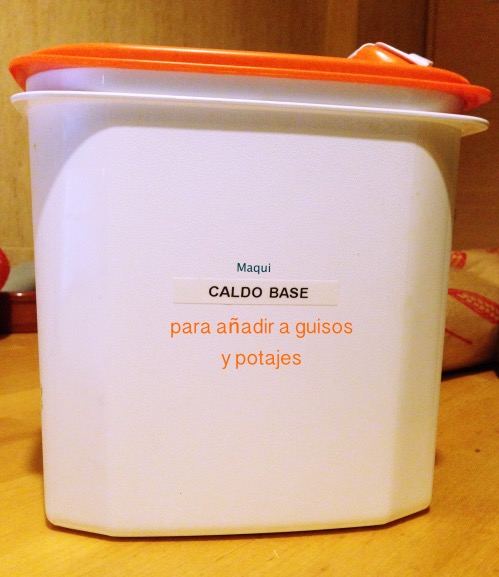 Maqui
CALDO BASE
para añadir a guisos
y potajes